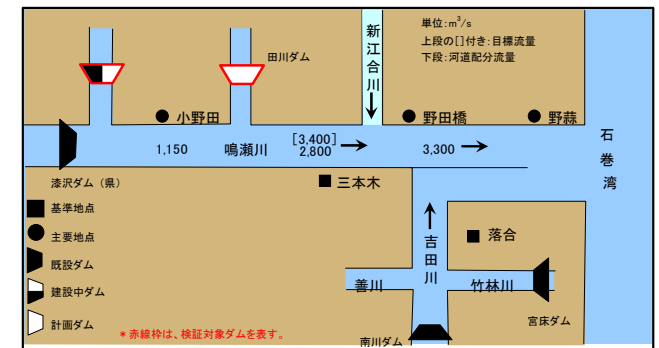 単位:m³/s
上段の[]付き:目標流量
下段:河道配分流量
田川ダム
新江合川
小野田
野田橋
野蒜
石巻湾
1,150
鳴瀬川
[3,400]
2,800
3,300
漆沢ダム（県）
三本木
基準地点
主要地点
既設ダム
建設中ダム
計画ダム
吉田川
落合
善川
竹林川
宮床ダム
南川ダム
＊赤線枠は、検証対象ダムを表す。